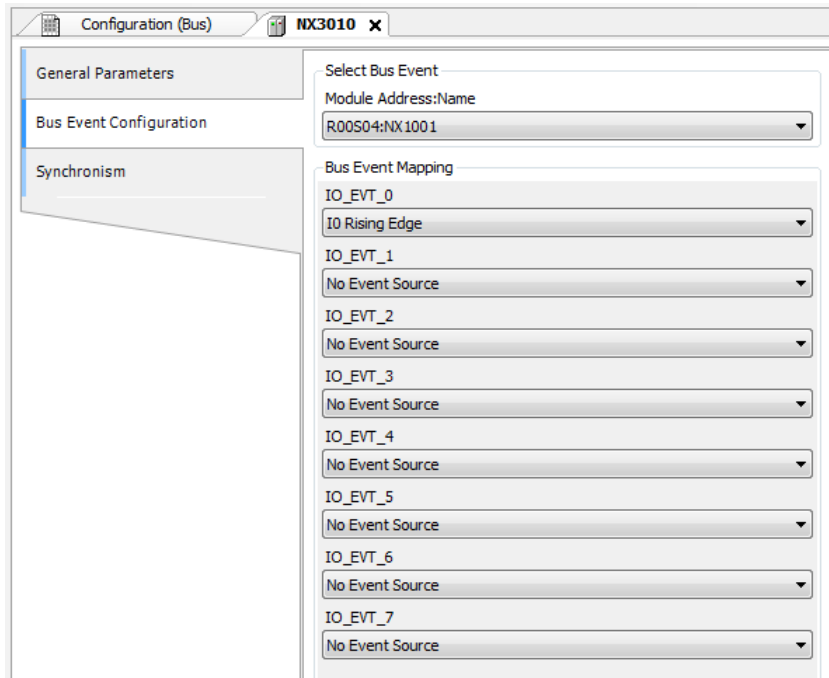 Configuration (Bus)
NX3010
General Parameters
Bus Event Configuration
Synchronism
Select Bus Event
Module Address:Name
R00S04:NX1001
Bus Event Mapping
IO_EVT_0
I0 Rising Edge
IO_EVT_1
No Event Source
IO_EVT_2
No Event Source
IO_EVT_3
No Event Source
IO_EVT_4
No Event Source
IO_EVT_5
No Event Source
IO_EVT_6
No Event Source
IO_EVT_7
No Event Source